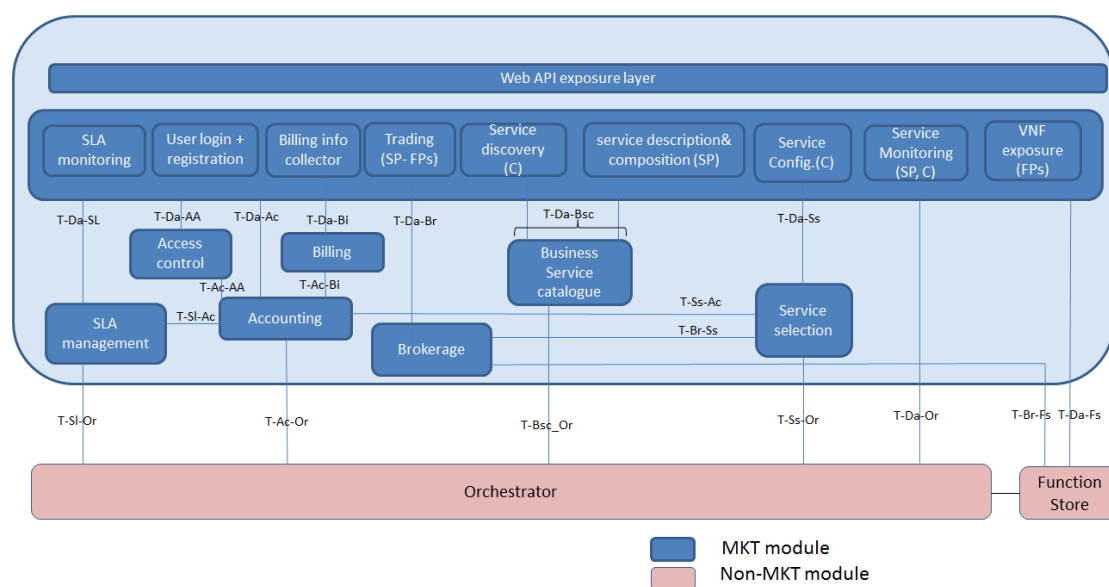 Web API exposure layer
SLA
monitoring
User login +
registration
Billing info
collector
Trading
(SP- FPs)
Service
discovery
(C)
service description&
composition (SP)
Service
Config.(C)
Service
Monitoring
(SP, C)
VNF
exposure
(FPs)
T-Da-SL
T-Da-AA
T-Da-Ac
T-Da-Bi
T-Da-Br
T-Da-Bsc
T-Da-Ss
Access
control
Billing
Business
Service
catalogue
T-Ac-AA
T-Ac-Bi
SLA
management
T-Sl-Ac
Accounting
Brokerage
T-Ss-Ac
T-Br-Ss
Service
selection
T-Sl-Or
T-Ac-Or
T-Bsc_Or
T-Ss-Or
T-Da-Or
T-Br-Fs
T-Da-Fs
Orchestrator
Function
Store
MKT module
Non-MKT module